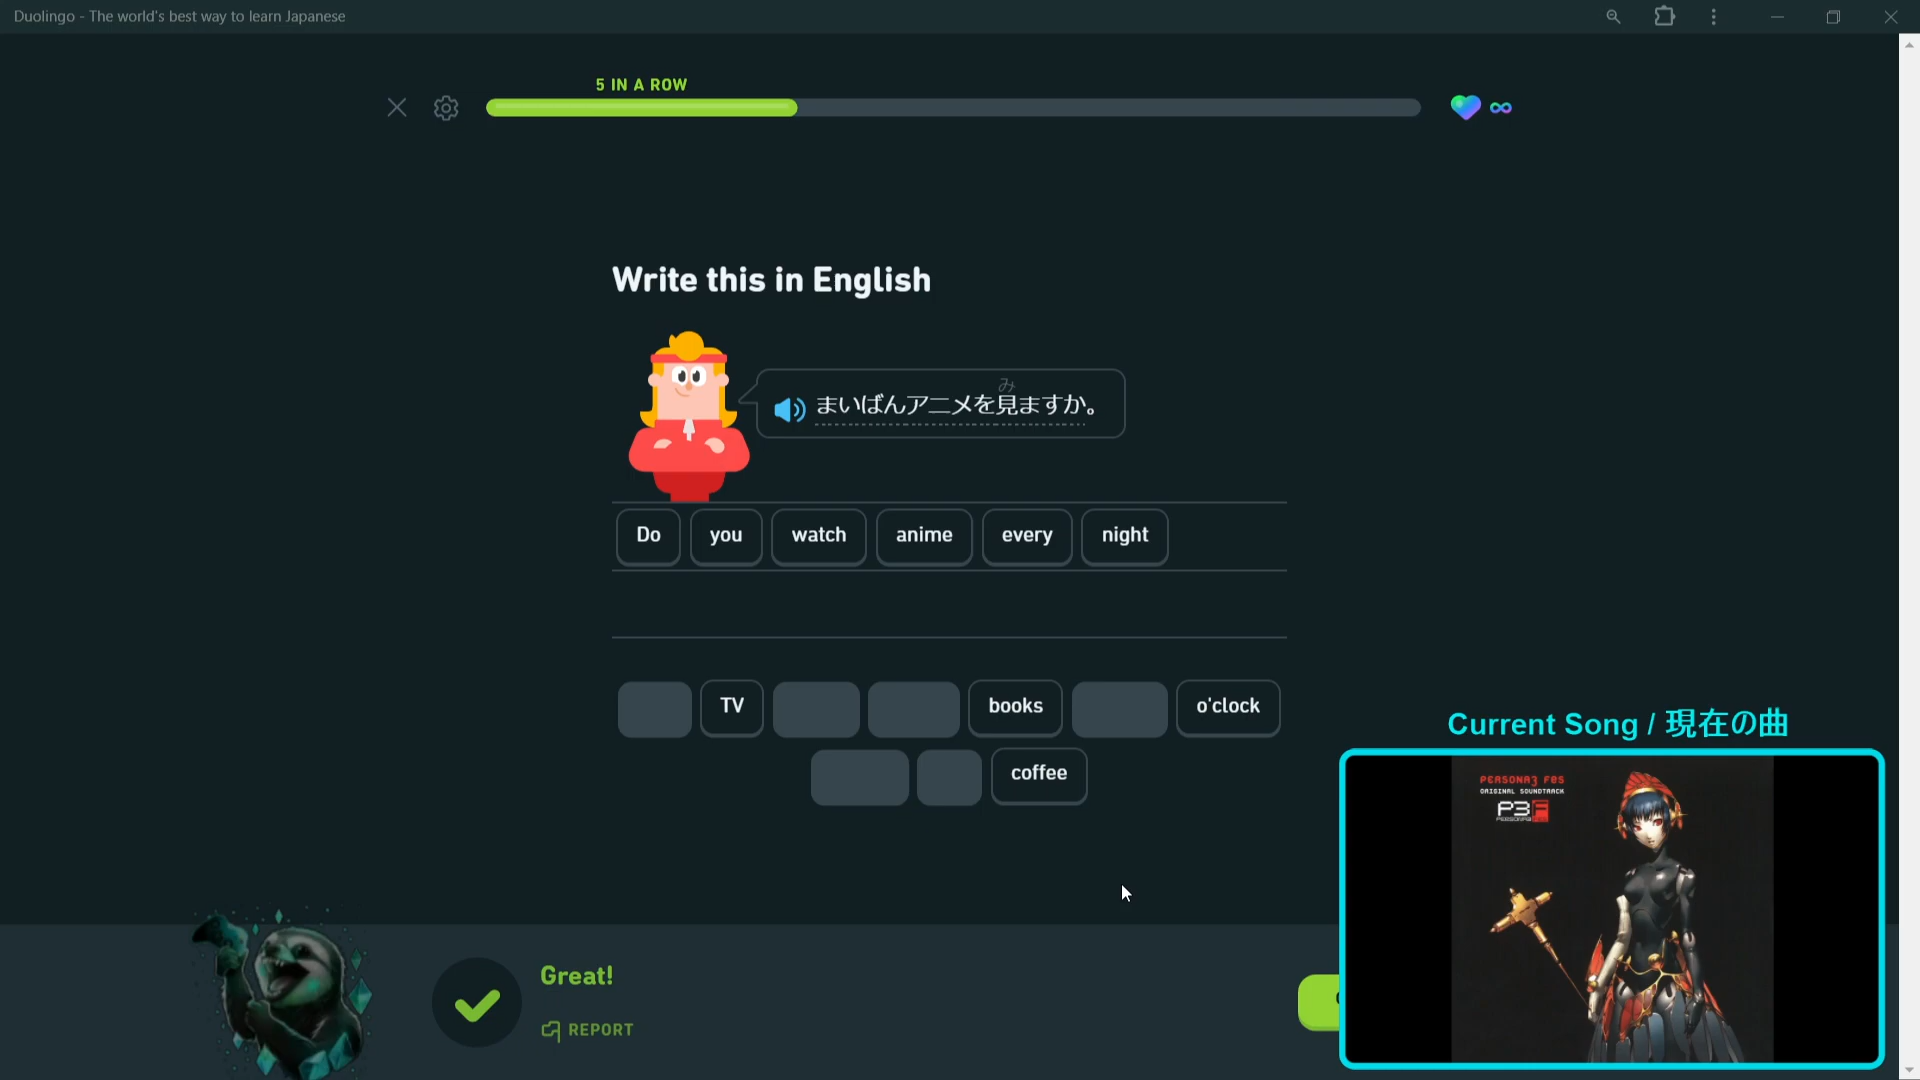 Duolingo - The world's best way to learn Japanese
5 IN A ROW
Write this in English
み
まいばんアニメを見ますか。
Do you watch anime every night
TV books o'clock
coffee
Current Song / 現在の曲
PERSONA3 FES
ORIGINAL SOUNDTRACK
P3F
Great!
REPORT